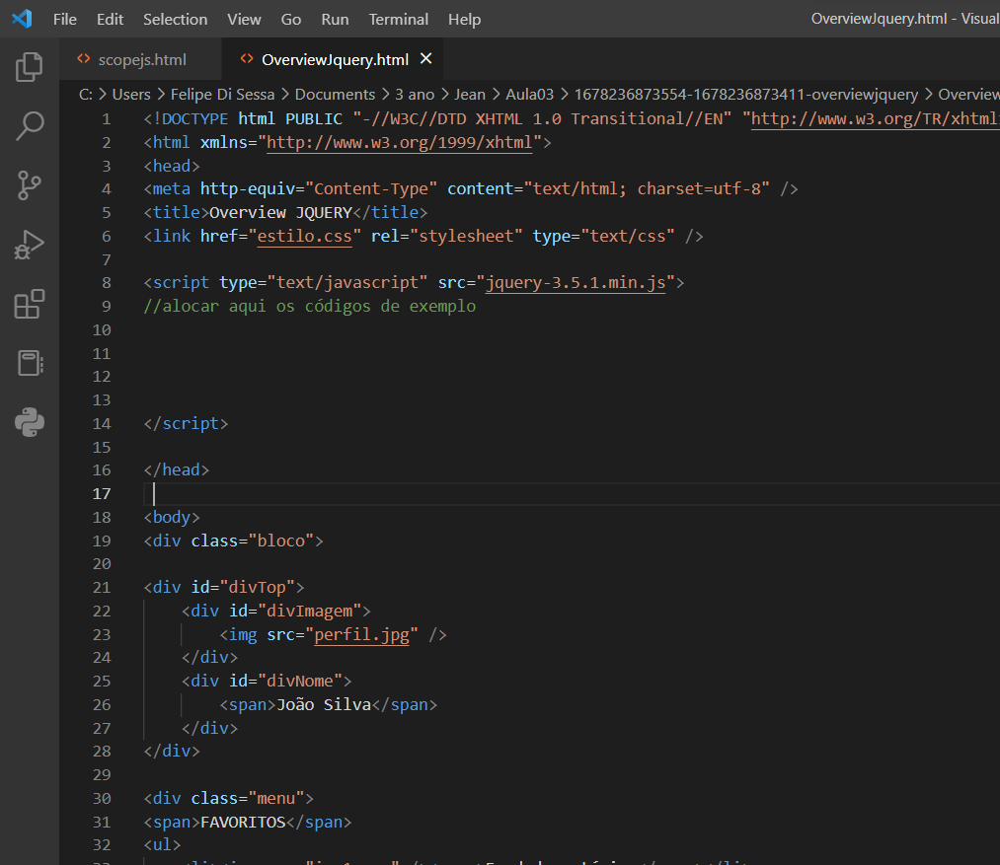 File Edit Selection View Go Run Terminal Help OverviewJquery.html - Visual
scopejs.html OverviewJquery.html
C: > Users > Felipe Di Sessa > Documents > 3 ano > Jean > Aula03 > 1678236873554-1678236873411-overviewjquery > Overview
1 <!DOCTYPE html PUBLIC "-//W3C//DTD XHTML 1.0 Transitional//EN" "http://www.w3.org/TR/xhtml
2 <html xmlns="http://www.w3.org/1999/xhtml">
3 <head>
4 <meta http-equiv="Content-Type" content="text/html; charset=utf-8" />
5 <title>Overview JQUERY</title>
6 <link href="estilo.css" rel="stylesheet" type="text/css" />
7
8 <script type="text/javascript" src="jquery-3.5.1.min.js">
9 //alocar aqui os códigos de exemplo
10
11
12
13
14 </script>
15
16 </head>
17
18 <body>
19 <div class="bloco">
20
21 <div id="divTop">
22 <div id="divImagem">
23 <img src="perfil.jpg" />
24 </div>
25 <div id="divNome">
26 <span>João Silva</span>
27 </div>
28 </div>
29
30 <div class="menu">
31 <span>FAVORITOS</span>
32 <ul>